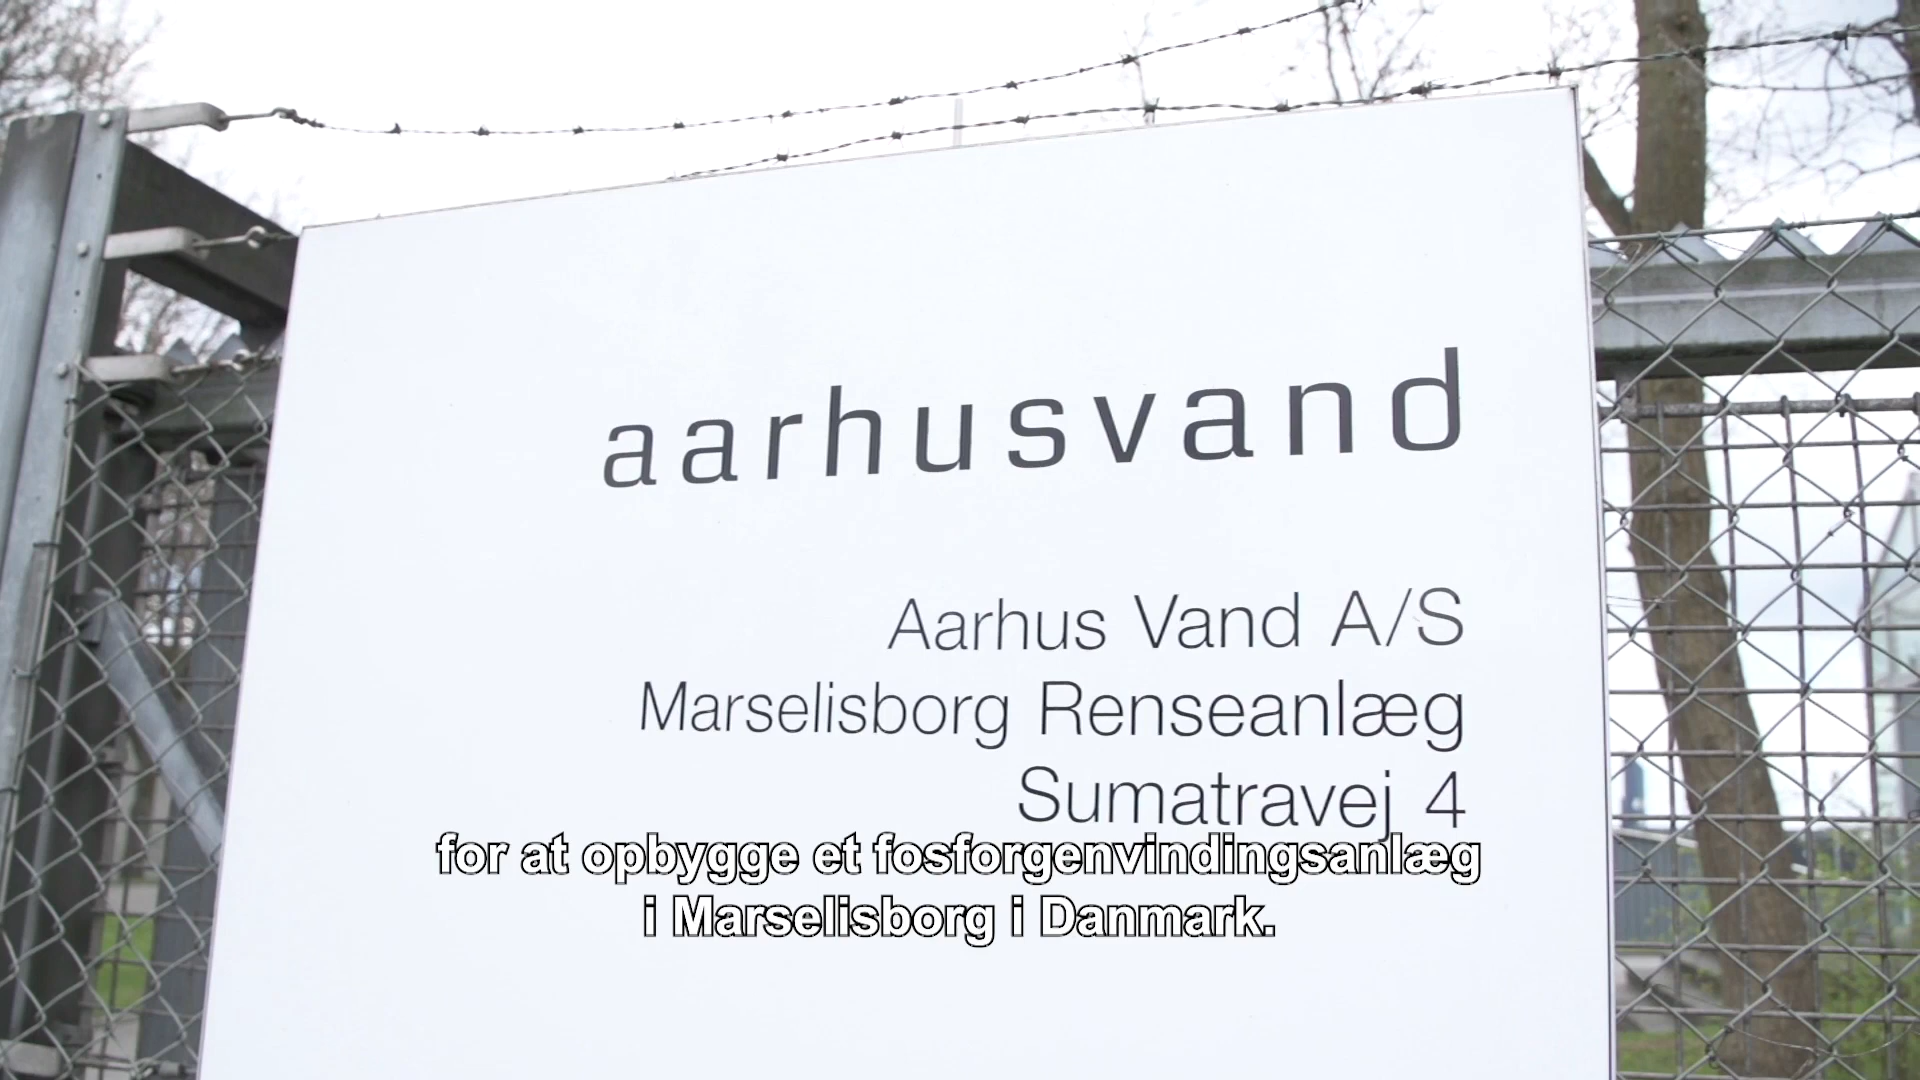 aarhusvand
Aarhus Vand A/S
Marselisborg Renseanlæg
Sumatravej 4
for at opbygge et fosforgenvindingsanlæg
i Marselisborg i Danmark.